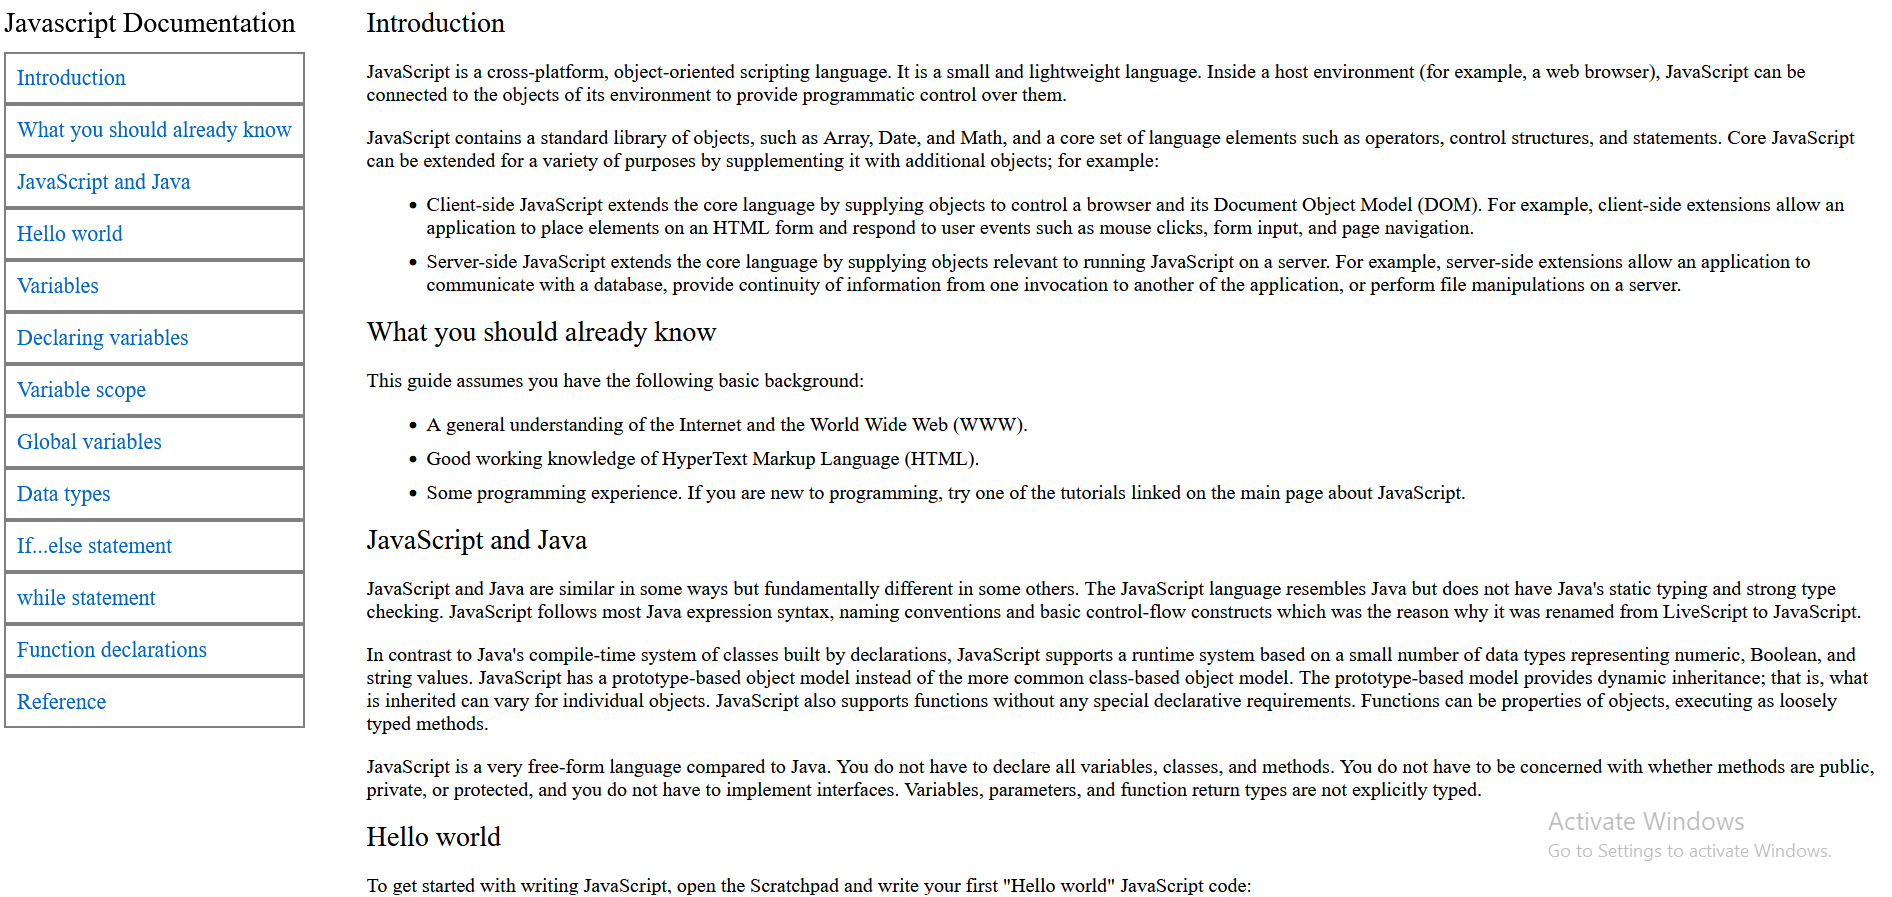 Javascript Documentation
Introduction
What you should already know
JavaScript and Java
Hello world
Variables
Declaring variables
Variable scope
Global variables
Data types
If...else statement
while statement
Function declarations
Reference
Introduction
JavaScript is a cross-platform, object-oriented scripting language. It is a small and lightweight language. Inside a host environment (for example, a web browser), JavaScript can be
connected to the objects of its environment to provide programmatic control over them.
JavaScript contains a standard library of objects, such as Array, Date, and Math, and a core set of language elements such as operators, control structures, and statements. Core JavaScript
can be extended for a variety of purposes by supplementing it with additional objects; for example:
• Client-side JavaScript extends the core language by supplying objects to control a browser and its Document Object Model (DOM). For example, client-side extensions allow an
application to place elements on an HTML form and respond to user events such as mouse clicks, form input, and page navigation.
• Server-side JavaScript extends the core language by supplying objects relevant to running JavaScript on a server. For example, server-side extensions allow an application to
communicate with a database, provide continuity of information from one invocation to another of the application, or perform file manipulations on a server.
What you should already know
This guide assumes you have the following basic background:
• A general understanding of the Internet and the World Wide Web (WWW).
• Good working knowledge of HyperText Markup Language (HTML).
• Some programming experience. If you are new to programming, try one of the tutorials linked on the main page about JavaScript.
JavaScript and Java
JavaScript and Java are similar in some ways but fundamentally different in some others. The JavaScript language resembles Java but does not have Java's static typing and strong type
checking. JavaScript follows most Java expression syntax, naming conventions and basic control-flow constructs which was the reason why it was renamed from LiveScript to JavaScript.
In contrast to Java's compile-time system of classes built by declarations, JavaScript supports a runtime system based on a small number of data types representing numeric, Boolean, and
string values. JavaScript has a prototype-based object model instead of the more common class-based object model. The prototype-based model provides dynamic inheritance; that is, what
is inherited can vary for individual objects. JavaScript also supports functions without any special declarative requirements. Functions can be properties of objects, executing as loosely
typed methods.
JavaScript is a very free-form language compared to Java. You do not have to declare all variables, classes, and methods. You do not have to be concerned with whether methods are public,
private, or protected, and you do not have to implement interfaces. Variables, parameters, and function return types are not explicitly typed.
Hello world
To get started with writing JavaScript, open the Scratchpad and write your first "Hello world" JavaScript code:
Activate Windows
Go to Settings to activate Windows.